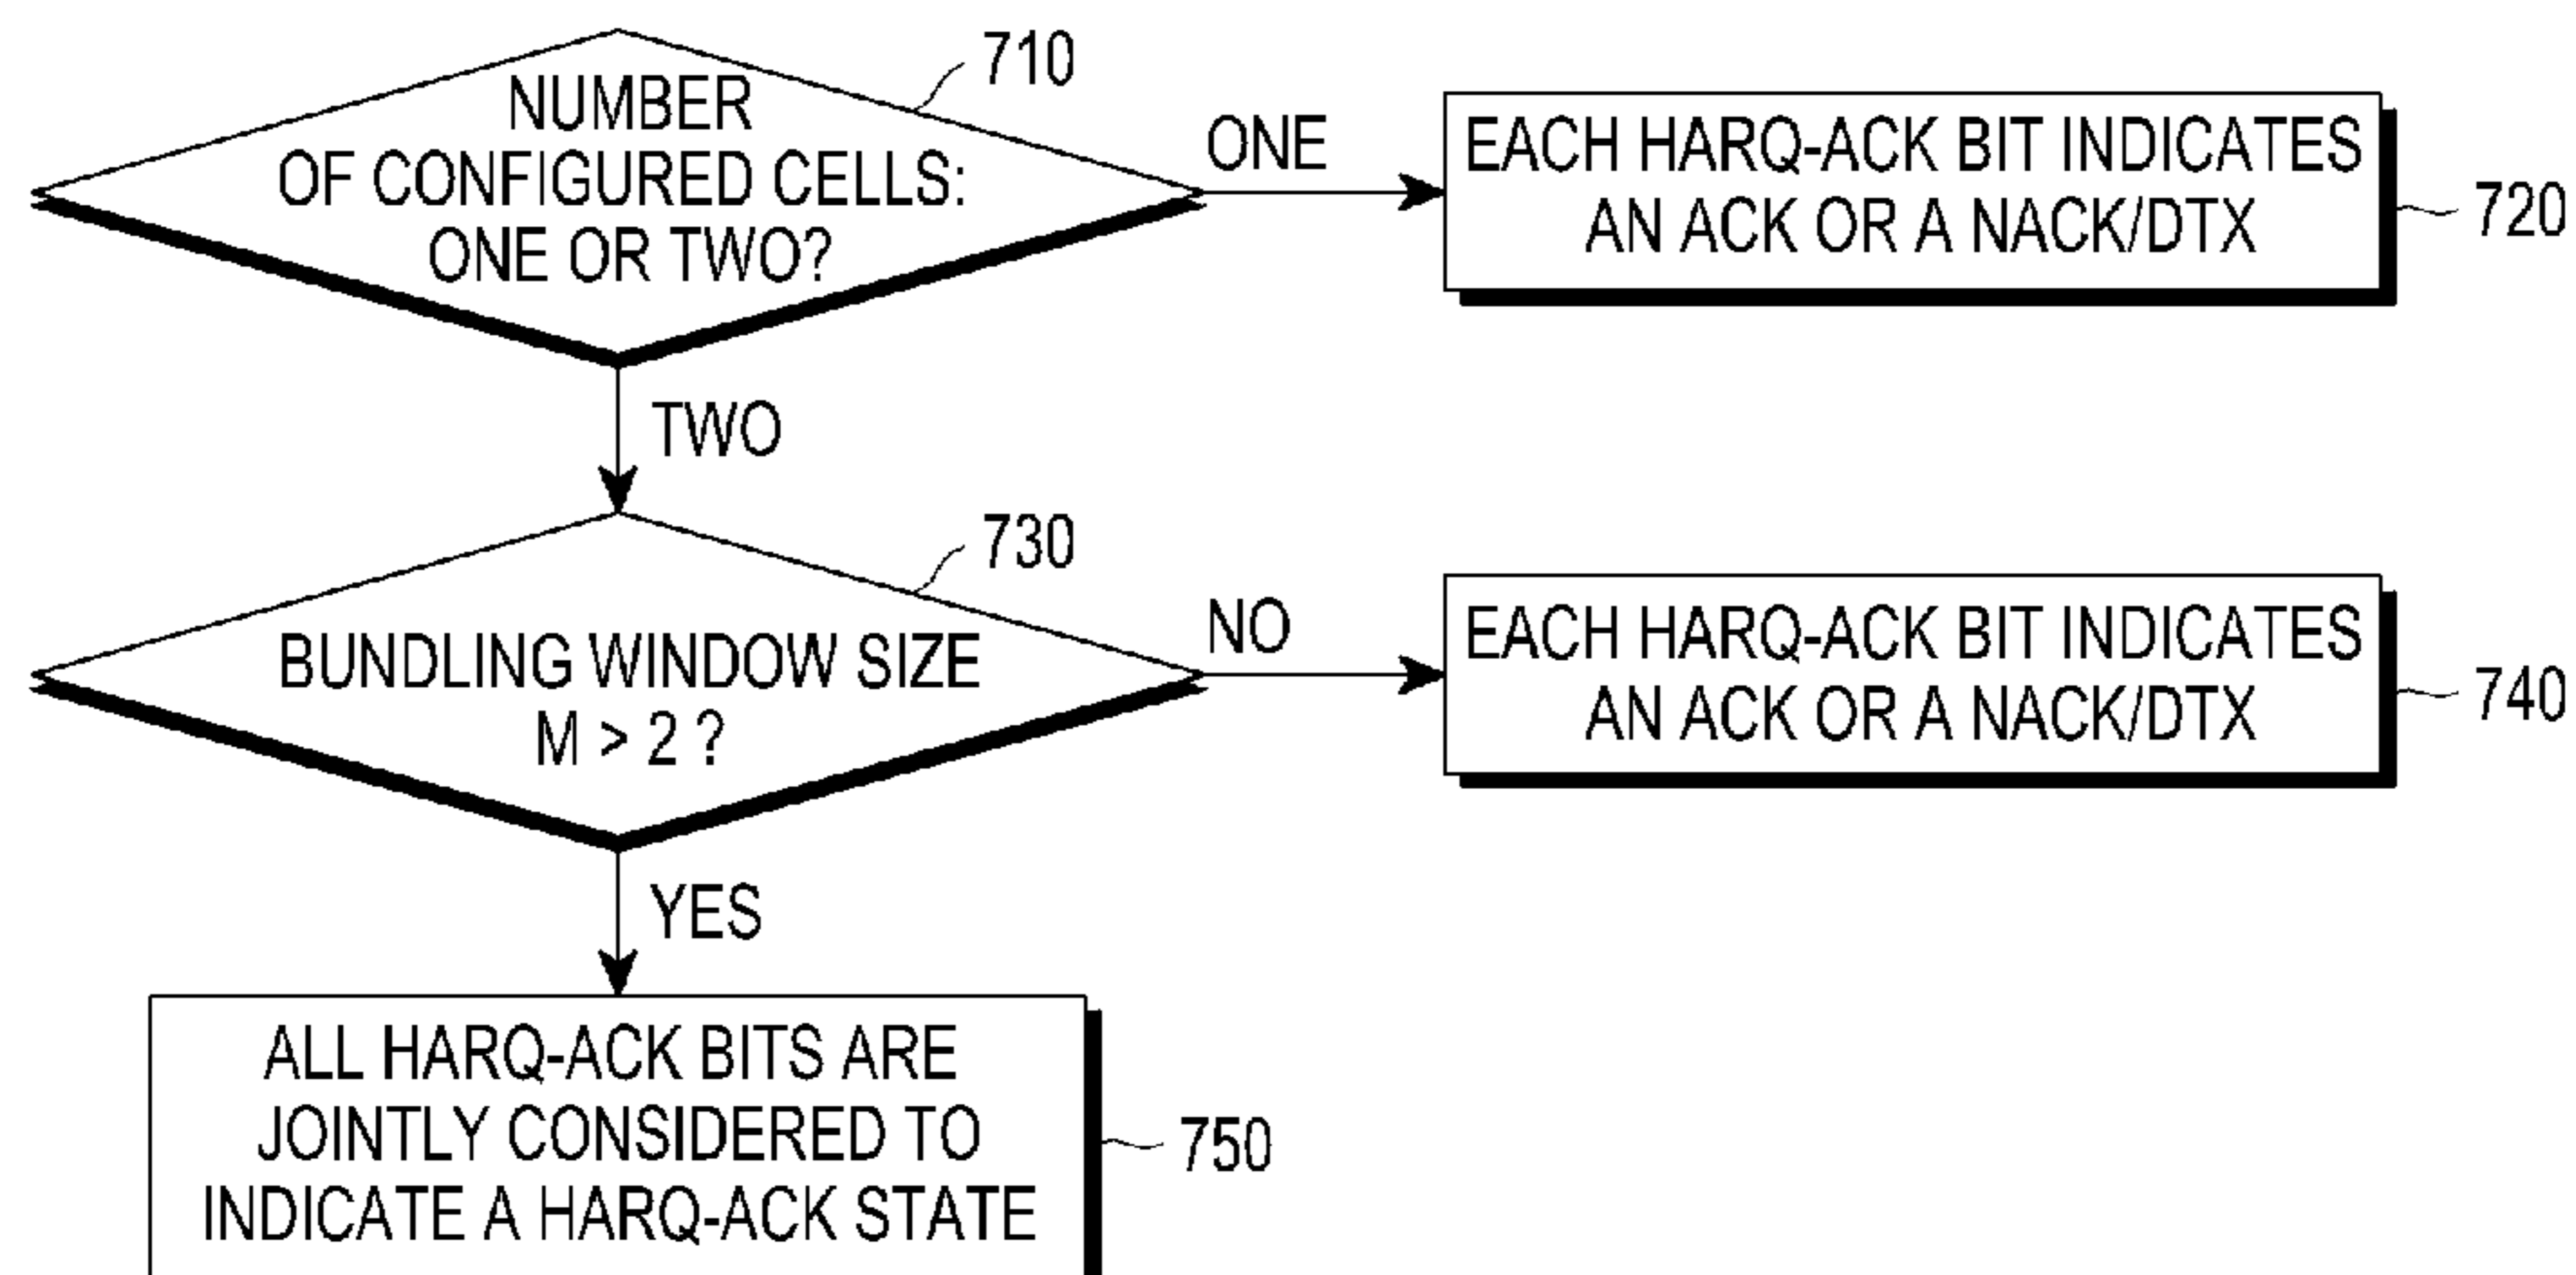 NUMBER
OF CONFIGURED CELLS:
ONE OR TWO?
710
ONE
EACH HARQ-ACK BIT INDICATES
AN ACK OR A NACK/DTX
720
TWO
BUNDLING WINDOW SIZE
M > 2 ?
730
NO
EACH HARQ-ACK BIT INDICATES
AN ACK OR A NACK/DTX
740
YES
ALL HARQ-ACK BITS ARE
JOINTLY CONSIDERED TO
INDICATE A HARQ-ACK STATE
750